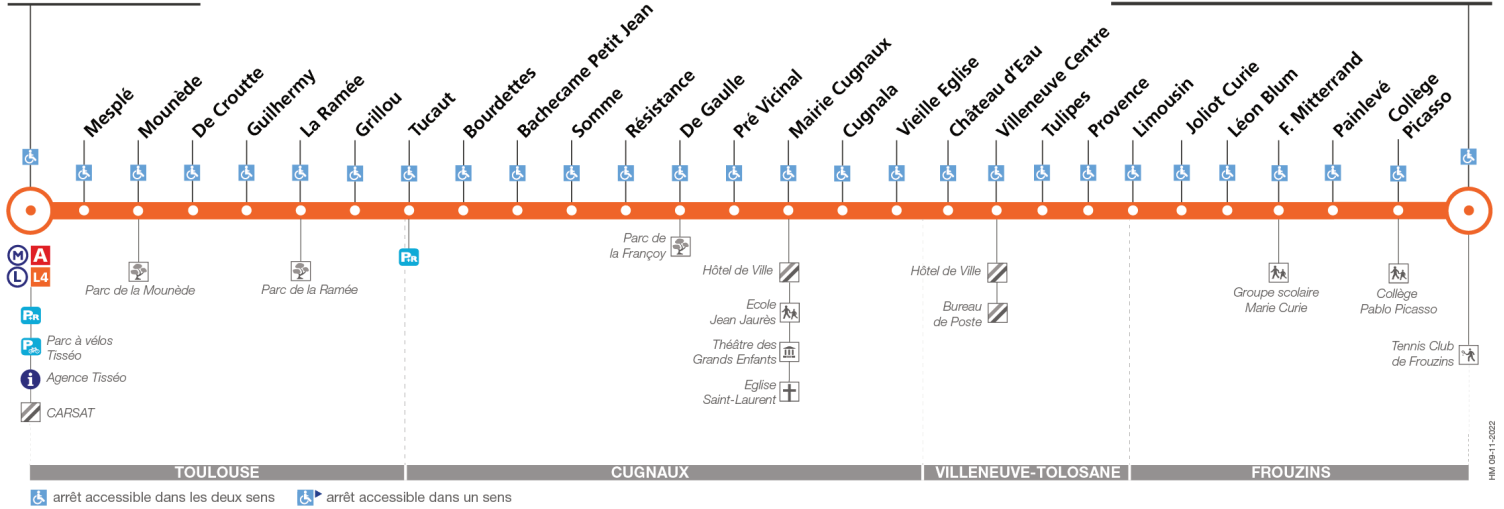 Mesplé
Mounède
De Croutte
Guilhermy
La Ramée
Grillou
Tucaut
Bourdettes
Bachecame Petit Jean
Somme
Résistance
De Gaulle
Pré Vicinal
Mairie Cugnaux
Cugnala
Vieille Eglise
Château d'Eau
Villeneuve Centre
Tulipes
Provence
Limousin
Joliot Curie
Léon Blum
F. Mitterrand
Painlevé
Collège
Picasso
M A
L L4
P+R
Parc à vélos
Tisséo
i Agence Tisséo
CARSAT
Parc de la Mounède
Parc de la Ramée
P+R
Parc de
la Françoy
Hôtel de Ville
Ecole
Jean Jaurès
Théâtre des
Grands Enfants
Eglise
Saint-Laurent
Hôtel de Ville
Bureau
de Poste
Groupe scolaire
Marie Curie
Collège
Pablo Picasso
Tennis Club
de Frouzins
TOULOUSE
CUGNAUX
VILLENEUVE-TOLOSANE
FROUZINS
arrêt accessible dans les deux sens
arrêt accessible dans un sens
HM 09-11-2022